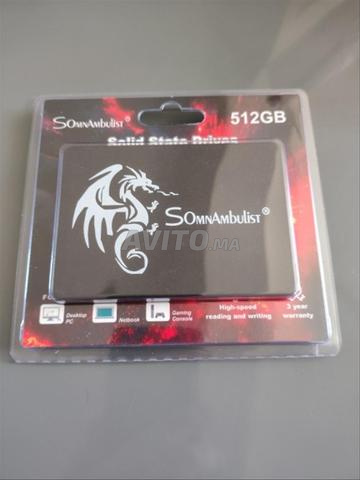 SOMNAMBULIST® 512GB
Solid State Drives
SOMNAMBULIST®
AVITO.MA
Desktop PC
Netbook
Gaming Console
High-speed reading and writing
3 year warranty